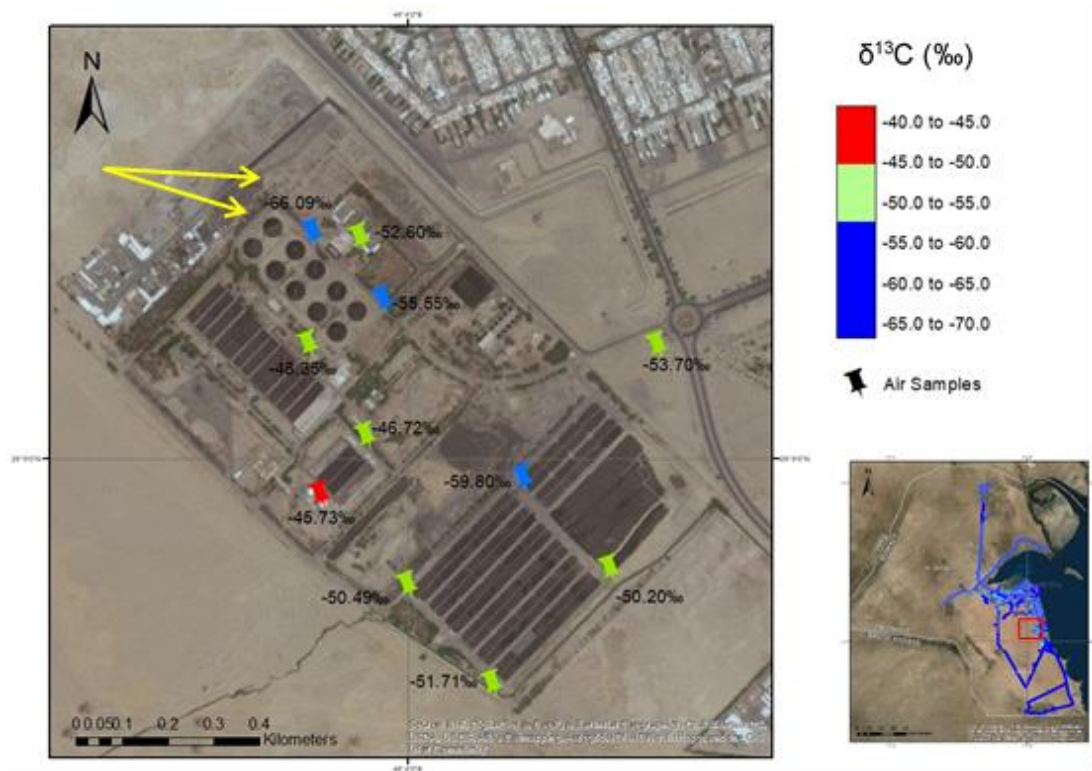 N
-66.09‰
-52.60‰
-55.55‰
-48.35‰
-53.70‰
-46.72‰
-59.80‰
-45.73‰
-50.49‰
-50.20‰
-51.71‰
0 0.05 0.1 0.2 0.3 0.4
Kilometers
δ¹³C (‰)
-40.0 to -45.0
-45.0 to -50.0
-50.0 to -55.0
-55.0 to -60.0
-60.0 to -65.0
-65.0 to -70.0
Air Samples
N